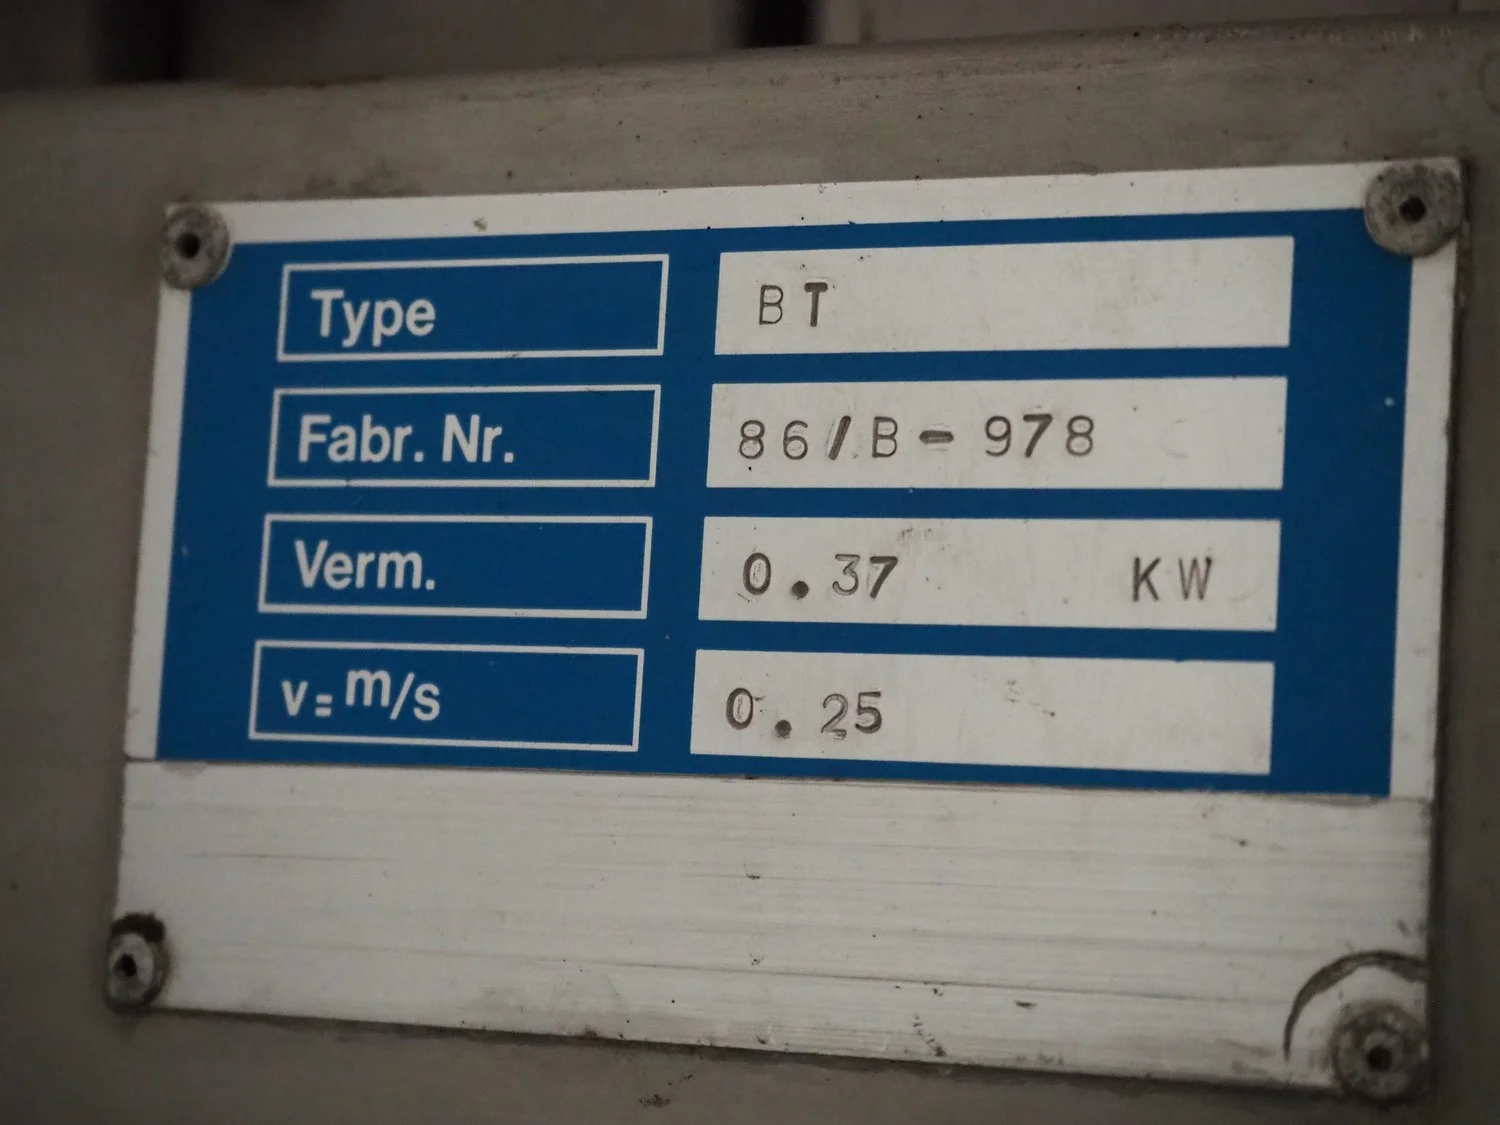 Type BT
Fabr. Nr. 86/B-978
Verm. 0.37 KW
v=m/s 0.25